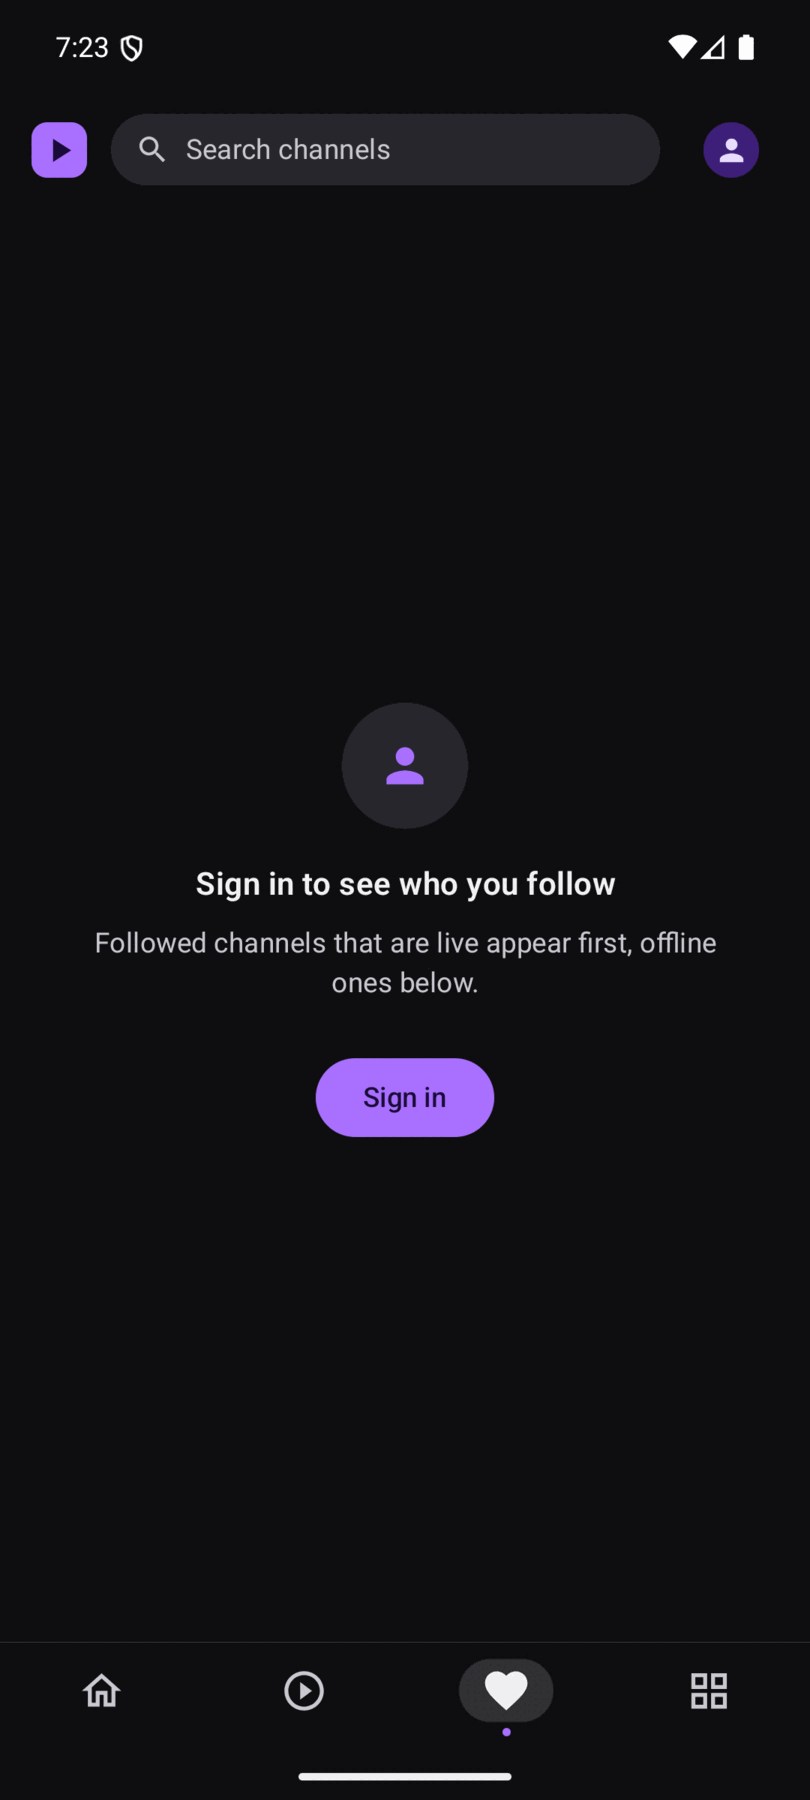 7:23
Search channels
Sign in to see who you follow
Followed channels that are live appear first, offline
ones below.
Sign in